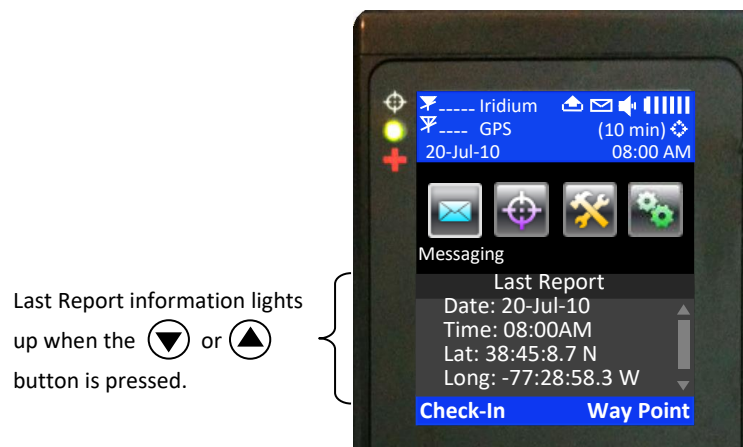 ----- Iridium
---- GPS (10 min)
20-Jul-10 08:00 AM
Messaging
Last Report
Date: 20-Jul-10
Time: 08:00AM
Lat: 38:45:8.7 N
Long: -77:28:58.3 W
Check-In Way Point
Last Report information lights
up when the or
button is pressed.